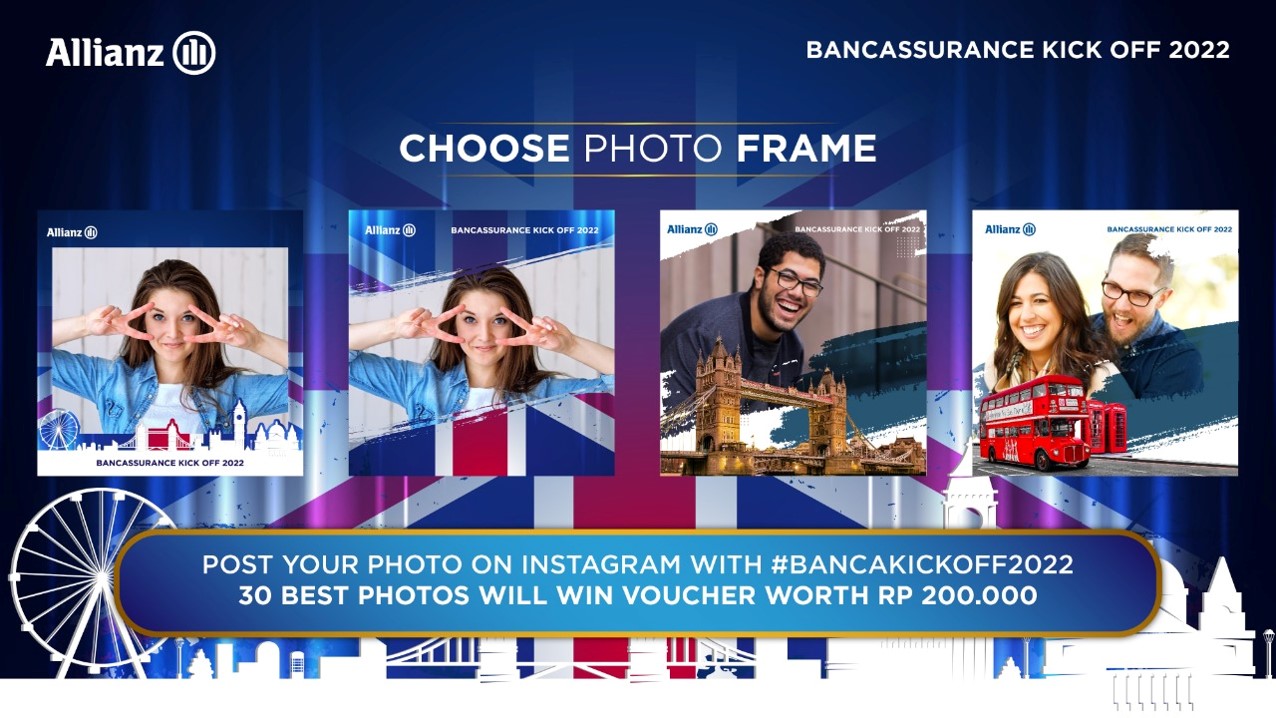 Allianz
BANCASSURANCE KICK OFF 2022
CHOOSE PHOTO FRAME
Allianz
BANCASSURANCE KICK OFF 2022
Allianz
BANCASSURANCE KICK OFF 2022
Allianz
BANCASSURANCE KICK OFF 2022
Allianz
BANCASSURANCE KICK OFF 2022
POST YOUR PHOTO ON INSTAGRAM WITH #BANCAKICKOFF2022
30 BEST PHOTOS WILL WIN VOUCHER WORTH RP 200.000